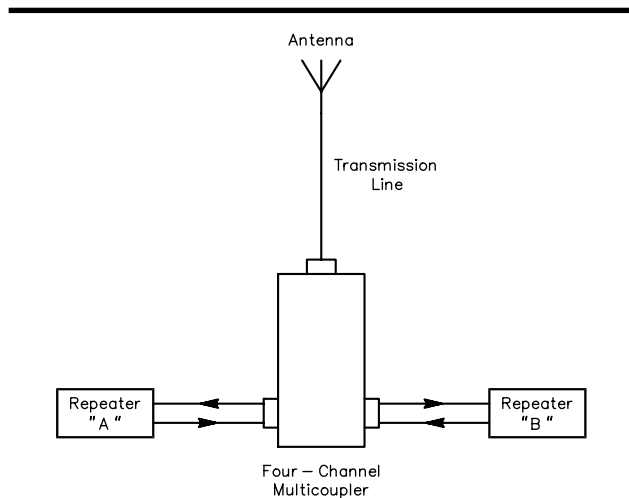 Antenna
Transmission
Line
Repeater
"A"
Repeater
"B"
Four – Channel
Multicoupler